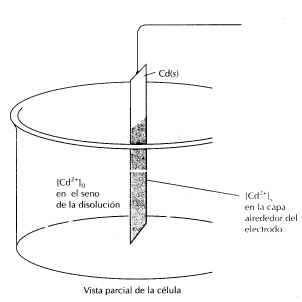 Cd(s)
[Cd²⁺]₀
en el seno
de la disolución
[Cd²⁺]ₛ
en la capa
alrededor del
electrodo
Vista parcial de la célula